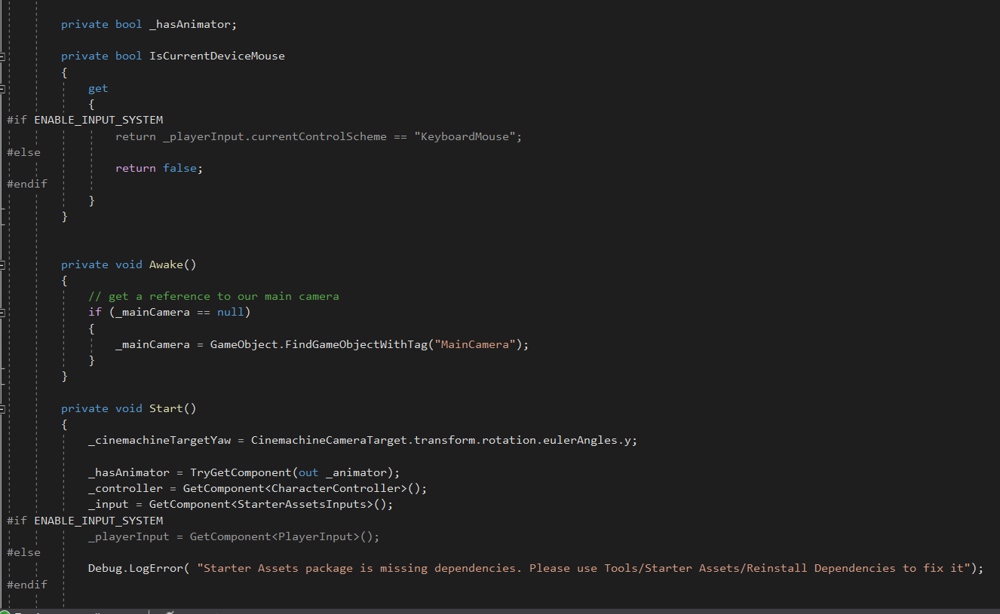 private bool _hasAnimator;
private bool IsCurrentDeviceMouse
{
get
{
#if ENABLE_INPUT_SYSTEM
return _playerInput.currentControlScheme == "KeyboardMouse";
#else
return false;
#endif
}
}
private void Awake()
{
// get a reference to our main camera
if (_mainCamera == null)
{
_mainCamera = GameObject.FindGameObjectWithTag("MainCamera");
}
}
private void Start()
{
_cinemachineTargetYaw = CinemachineCameraTarget.transform.rotation.eulerAngles.y;
_hasAnimator = TryGetComponent(out _animator);
_controller = GetComponent<CharacterController>();
_input = GetComponent<StarterAssetsInputs>();
#if ENABLE_INPUT_SYSTEM
_playerInput = GetComponent<PlayerInput>();
#else
Debug.LogError( "Starter Assets package is missing dependencies. Please use Tools/Starter Assets/Reinstall Dependencies to fix it");
#endif